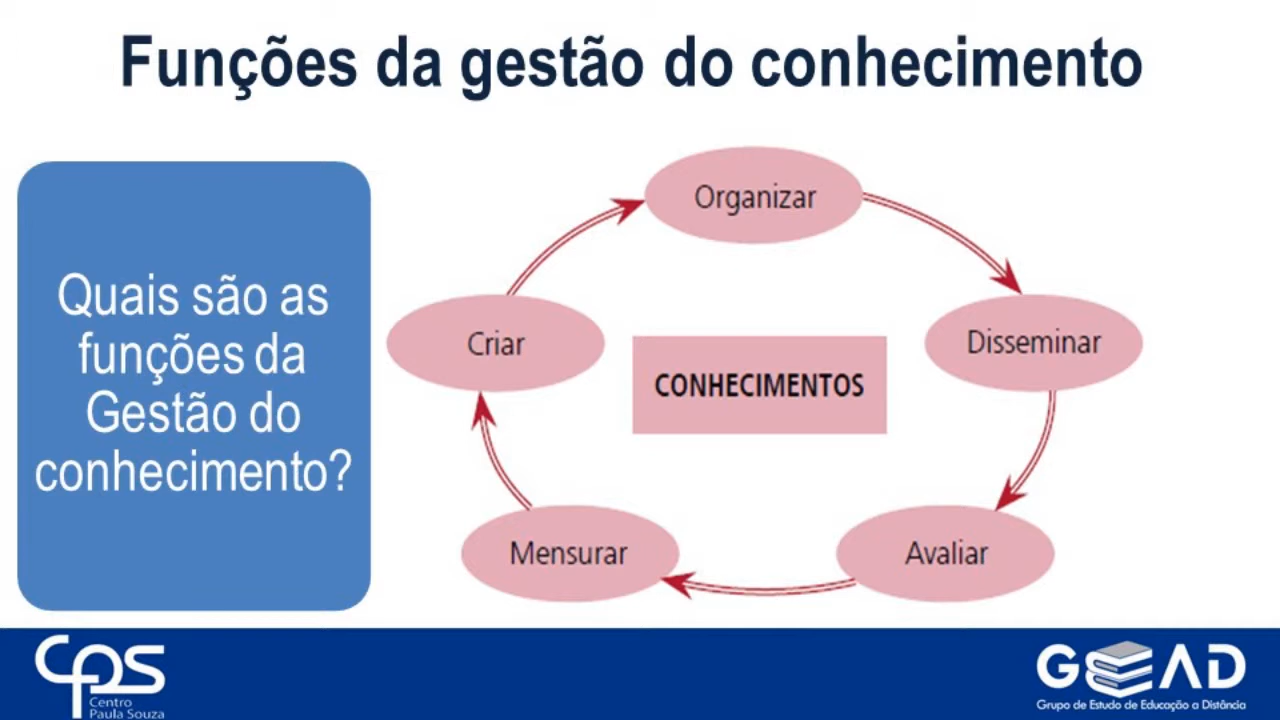 Funções da gestão do conhecimento
Quais são as
funções da
Gestão do
conhecimento?
Organizar
Criar
Disseminar
CONHECIMENTOS
Mensurar
Avaliar
CPS
Centro
Paula Souza
GEAD
Grupo de Estudo de Educação a Distância